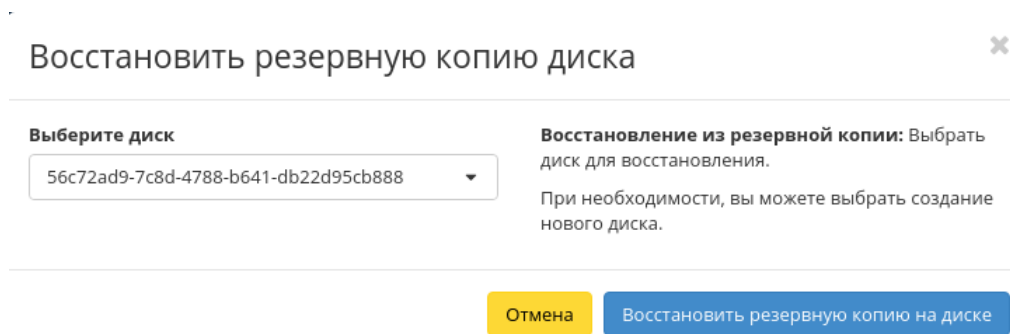 Восстановить резервную копию диска
Выберите диск
56c72ad9-7c8d-4788-b641-db22d95cb888
Восстановление из резервной копии: Выбрать
диск для восстановления.
При необходимости, вы можете выбрать создание
нового диска.
Отмена
Восстановить резервную копию на диске